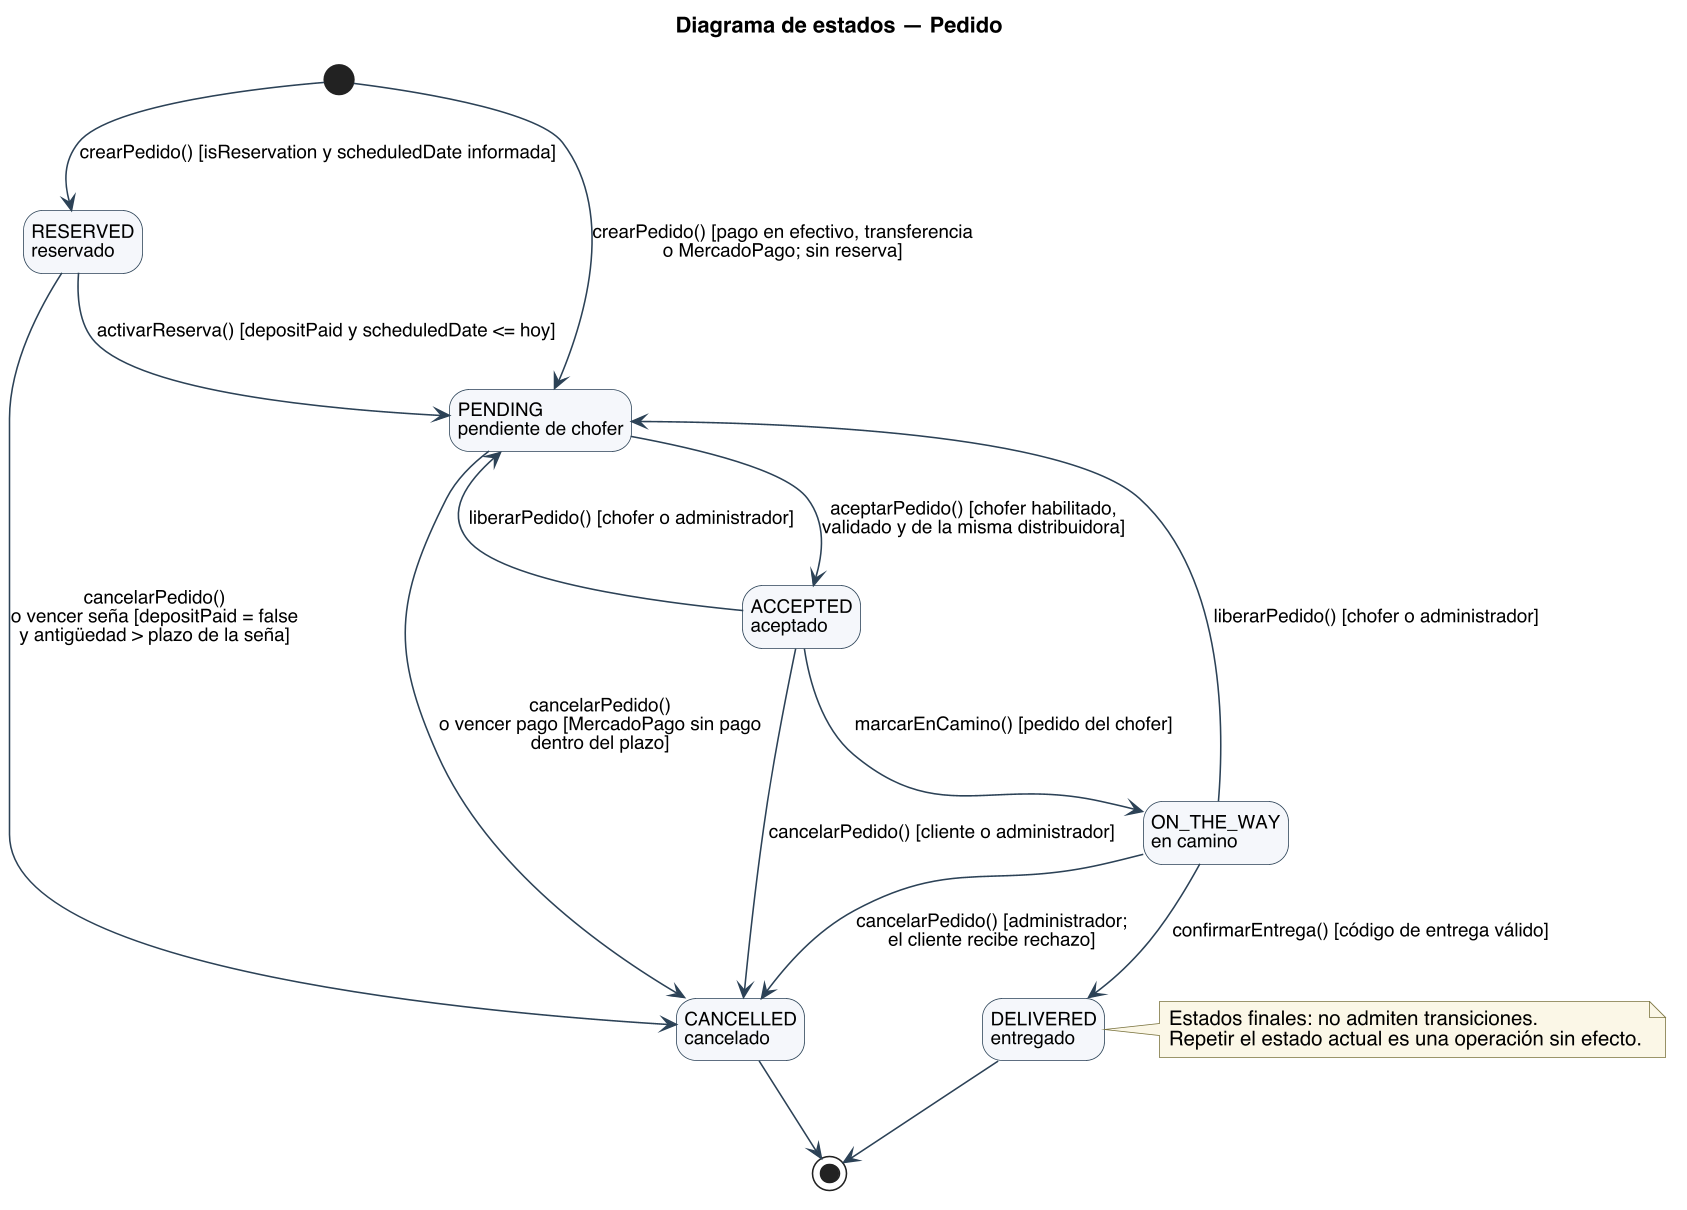 Diagrama de estados — Pedido
crearPedido() [isReservation y scheduledDate informada]
RESERVED
reservado
crearPedido() [pago en efectivo, transferencia
o MercadoPago; sin reserva]
activarReserva() [depositPaid y scheduledDate <= hoy]
PENDING
pendiente de chofer
liberarPedido() [chofer o administrador]
aceptarPedido() [chofer habilitado,
validado y de la misma distribuidora]
cancelarPedido()
o vencer seña [depositPaid = false
y antigüedad > plazo de la seña]
ACCEPTED
aceptado
liberarPedido() [chofer o administrador]
cancelarPedido()
o vencer pago [MercadoPago sin pago
dentro del plazo]
marcarEnCamino() [pedido del chofer]
cancelarPedido() [cliente o administrador]
ON_THE_WAY
en camino
cancelarPedido() [administrador;
el cliente recibe rechazo]
confirmarEntrega() [código de entrega válido]
CANCELLED
cancelado
DELIVERED
entregado
Estados finales: no admiten transiciones.
Repetir el estado actual es una operación sin efecto.